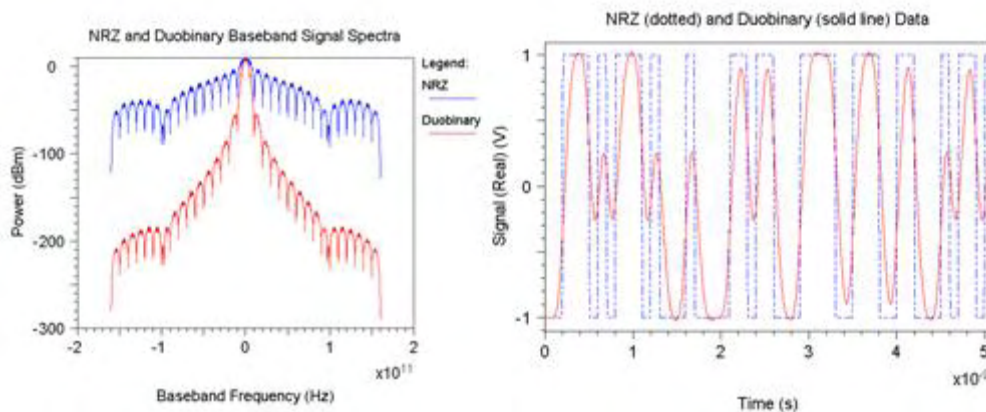 NRZ and Duobinary Baseband Signal Spectra
Legend:
NRZ
Duobinary
Power (dBm)
0
-100
-200
-300
-2
-1
0
1
2
x10^11
Baseband Frequency (Hz)
NRZ (dotted) and Duobinary (solid line) Data
Signal (Real) (V)
1
0
-1
0
1
2
3
4
5
Time (s)